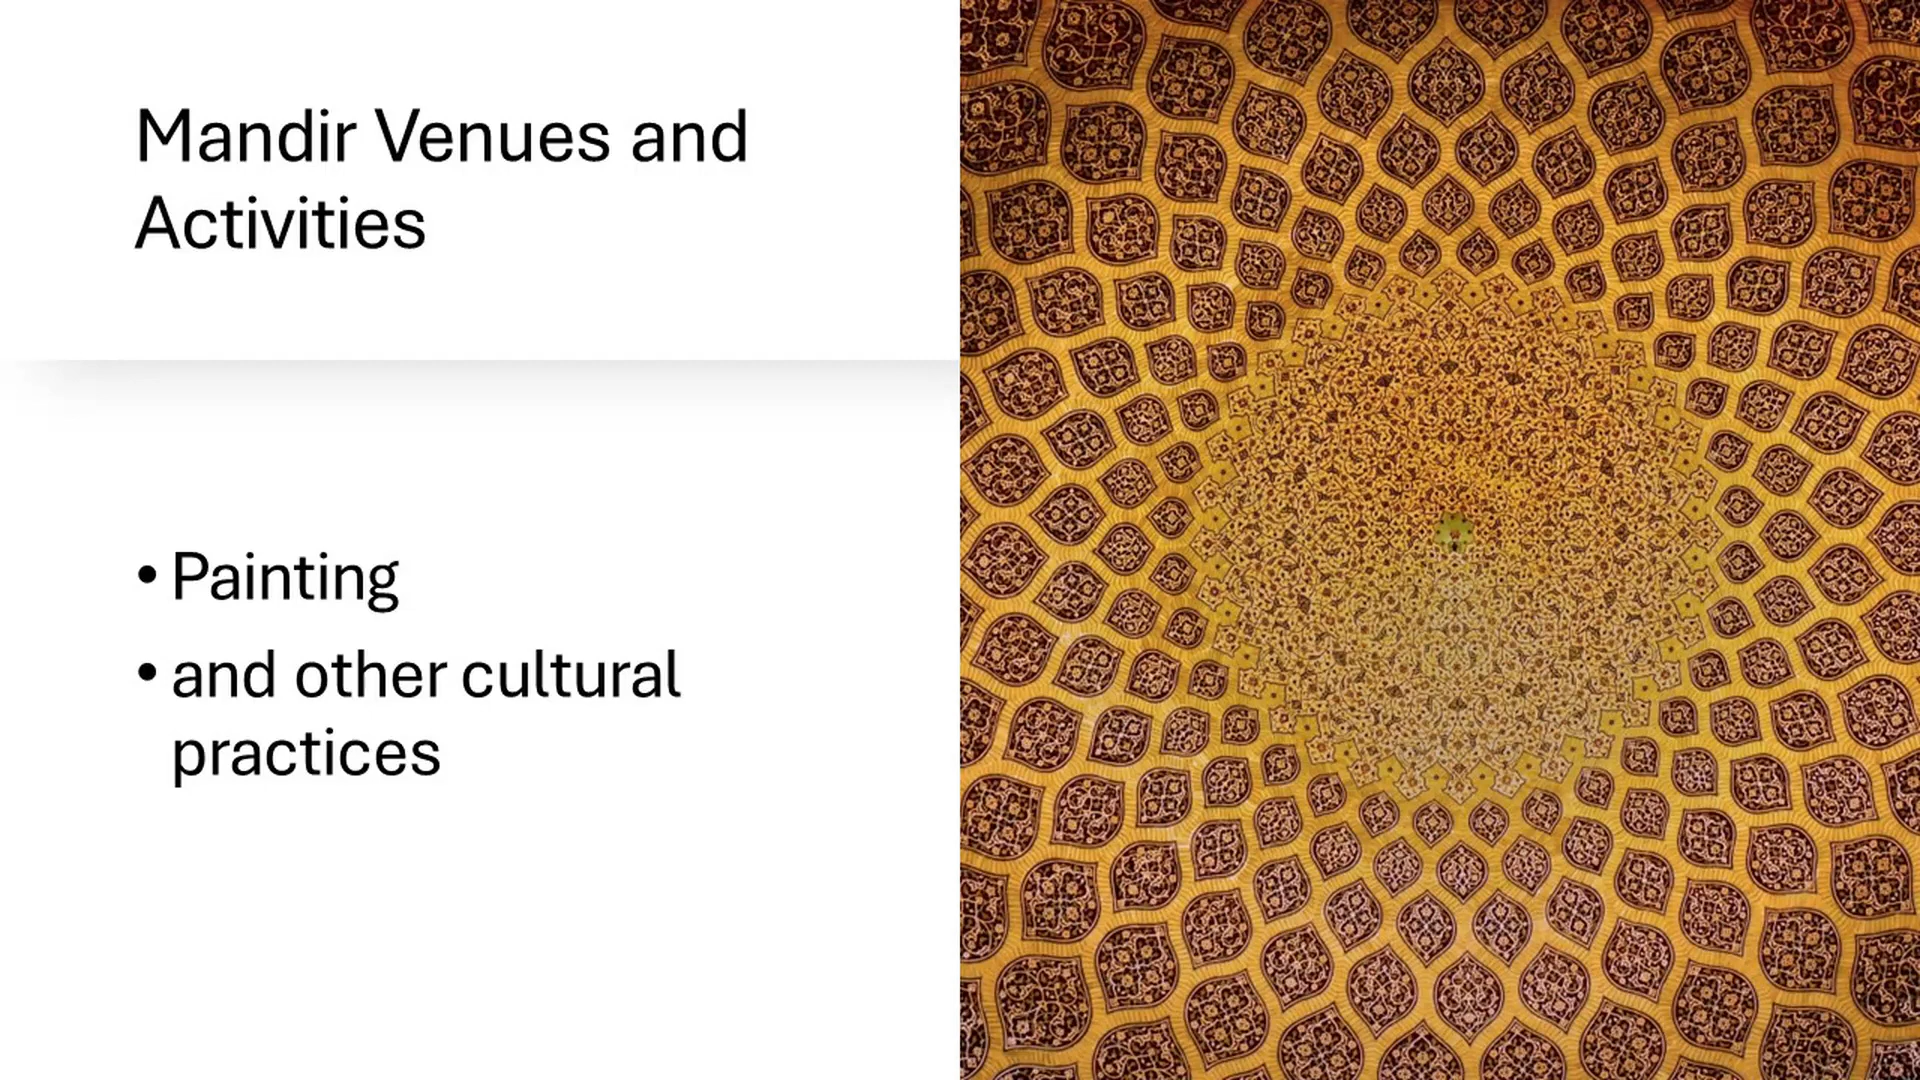 Mandir Venues and
Activities
• Painting
• and other cultural
practices